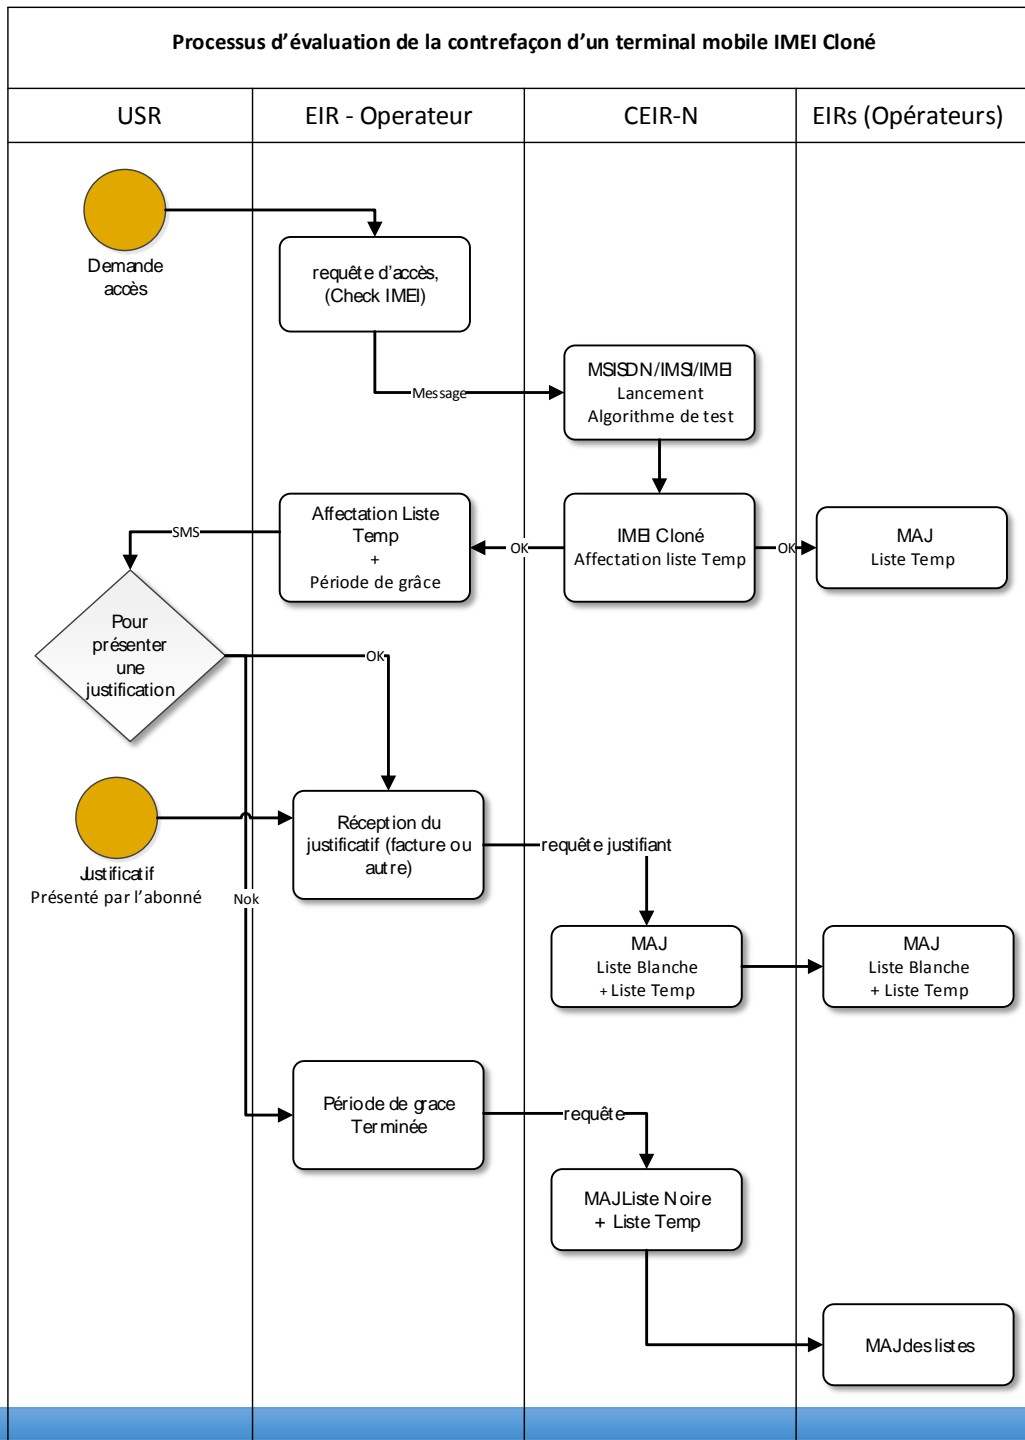 Processus d'évaluation de la contrefaçon d'un terminal mobile IMEI Cloné
USR
EIR - Operateur
CEIR-N
EIRs (Opérateurs)
Demande
accès
requête d'accès,
(Check IMEI)
Message
MSISDN/IMSI/IMEI
Lancement
Algorithme de test
SMS
Affectation Liste
Temp
+
Période de grâce
OK
IMEI Cloné
Affectation liste Temp
OK
MAJ
Liste Temp
Pour
présenter
une
justification
OK
Justificatif
Présenté par l'abonné
Nok
Réception du
justificatif (facture ou
autre)
requête justifiant
MAJ
Liste Blanche
+ Liste Temp
MAJ
Liste Blanche
+ Liste Temp
Période de grace
Terminée
requête
MAJ Liste Noire
+ Liste Temp
MAJ des listes